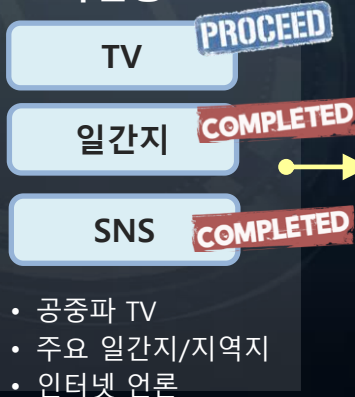 PROCEED
TV
일간지
COMPLETED
SNS
COMPLETED
• 공중파 TV
• 주요 일간지/지역지
• 인터넷 언론